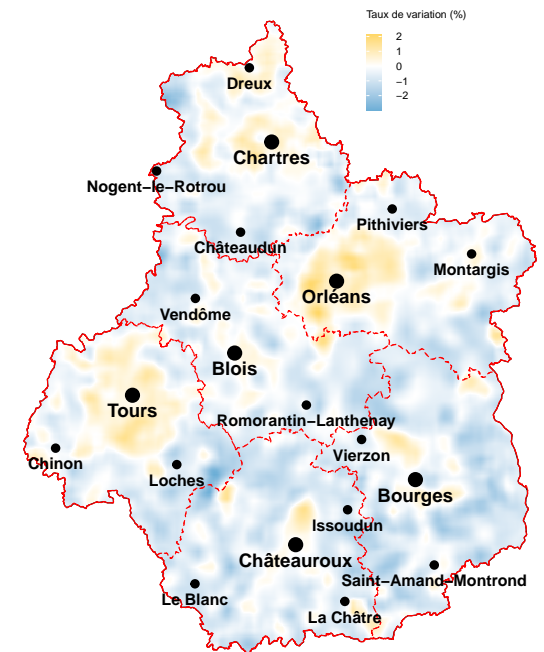 Taux de variation (%)
2
1
0
−1
−2
Dreux
Chartres
Nogent−le−Rotrou
Pithiviers
Châteaudun
Montargis
Orléans
Vendôme
Blois
Tours
Romorantin−Lanthenay
Vierzon
Chinon
Loches
Bourges
Issoudun
Châteauroux
Saint−Amand−Montrond
Le Blanc
La Châtre